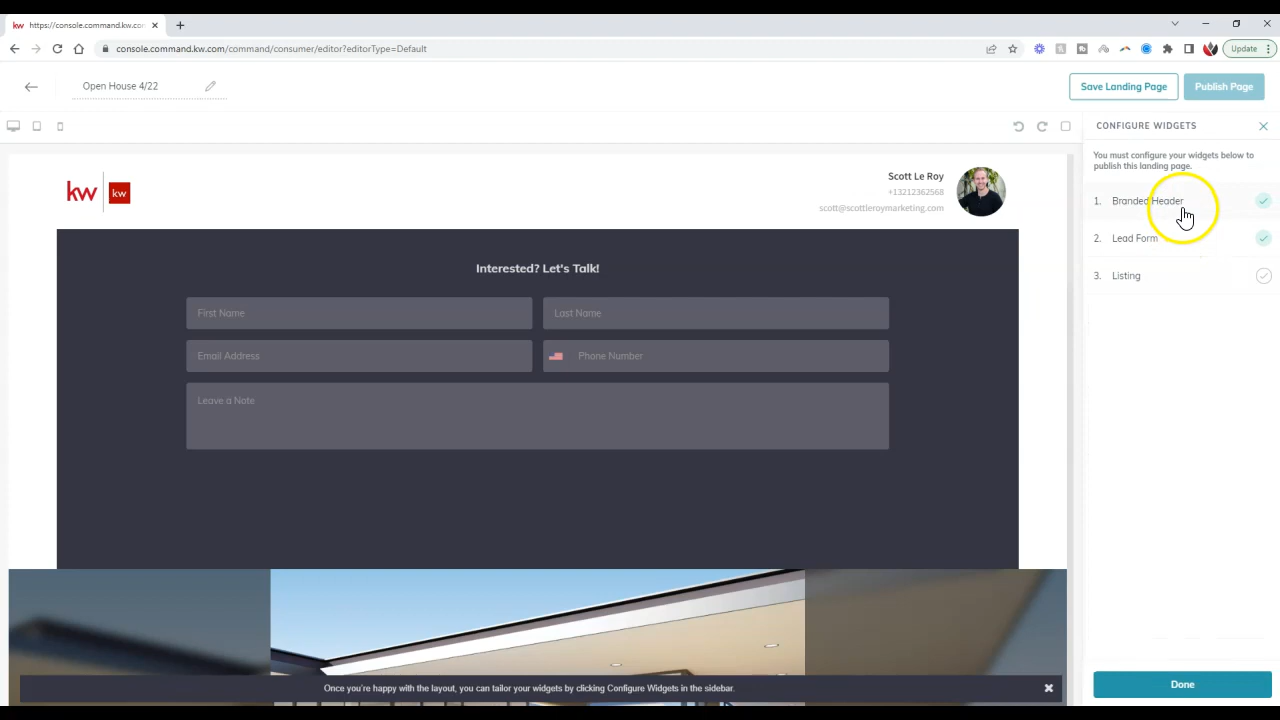 kw https://console.command.kw.con
console.command.kw.com/command/consumer/editor?editorType=Default
Update
Open House 4/22
Save Landing Page
Publish Page
CONFIGURE WIDGETS
You must configure your widgets below to
publish this landing page.
1. Branded Header
2. Lead Form
3. Listing
kw kw
Scott Le Roy
+13212362568
scott@scottleroymarketing.com
Interested? Let's Talk!
First Name
Last Name
Email Address
Phone Number
Leave a Note
Once you're happy with the layout, you can tailor your widgets by clicking Configure Widgets in the sidebar.
Done